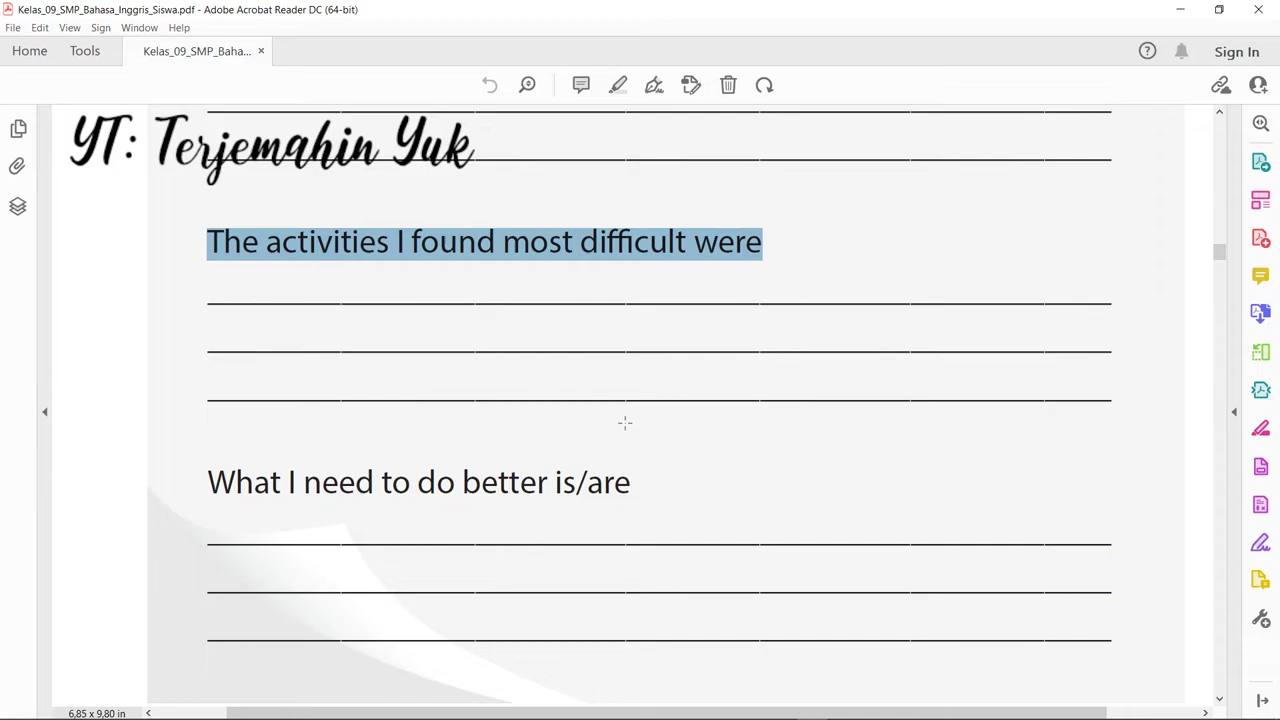 Kelas_09_SMP_Bahasa_Inggris_Siswa.pdf - Adobe Acrobat Reader DC (64-bit)
File Edit View Sign Window Help
Home Tools Kelas_09_SMP_Baha... × Sign In
YT: Terjemahin Yuk
The activities I found most difficult were
What I need to do better is/are
6,85 x 9,80 in